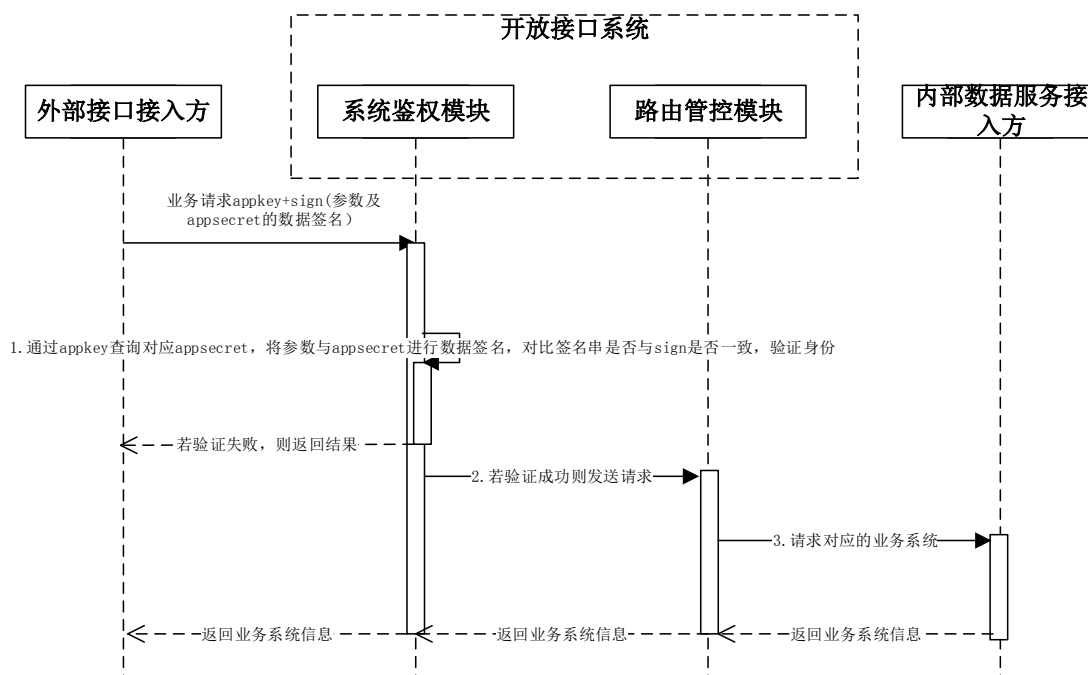 开放接口系统
外部接口接入方
系统鉴权模块
路由管控模块
内部数据服务接
入方
业务请求appkey+sign(参数及
appsecret的数据签名）
1.通过appkey查询对应appsecret，将参数与appsecret进行数据签名，对比签名串是否与sign是否一致，验证身份
若验证失败，则返回结果
2.若验证成功则发送请求
3.请求对应的业务系统
返回业务系统信息
返回业务系统信息
返回业务系统信息